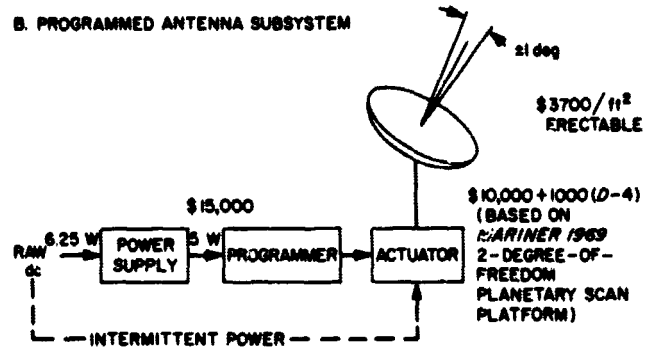 B. PROGRAMMED ANTENNA SUBSYSTEM
±1 deg
$3700/ft²
ERECTABLE
$15,000
$10,000+1000(D-4)
(BASED ON
MARINER 1969
2-DEGREE-OF-
FREEDOM
PLANETARY SCAN
PLATFORM)
RAW
dc
6.25 W
POWER
SUPPLY
5 W
PROGRAMMER
ACTUATOR
INTERMITTENT POWER